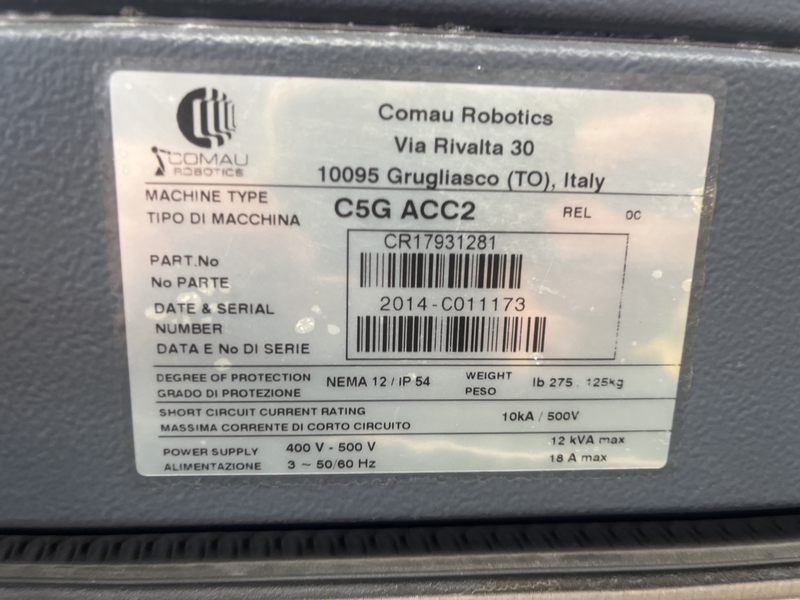 COMAU
ROBOTICS
Comau Robotics
Via Rivalta 30
10095 Grugliasco (TO), Italy
MACHINE TYPE
TIPO DI MACCHINA
C5G ACC2
REL 0C
PART.No
No PARTE
CR17931281
DATE & SERIAL
NUMBER
DATA E No DI SERIE
2014-C011173
DEGREE OF PROTECTION
GRADO DI PROTEZIONE
NEMA 12 / IP 54
WEIGHT
PESO
lb 275 . 125kg
SHORT CIRCUIT CURRENT RATING
MASSIMA CORRENTE DI CORTO CIRCUITO
10kA / 500V
POWER SUPPLY
ALIMENTAZIONE
400 V - 500 V
3 ~ 50/60 Hz
12 kVA max
18 A max